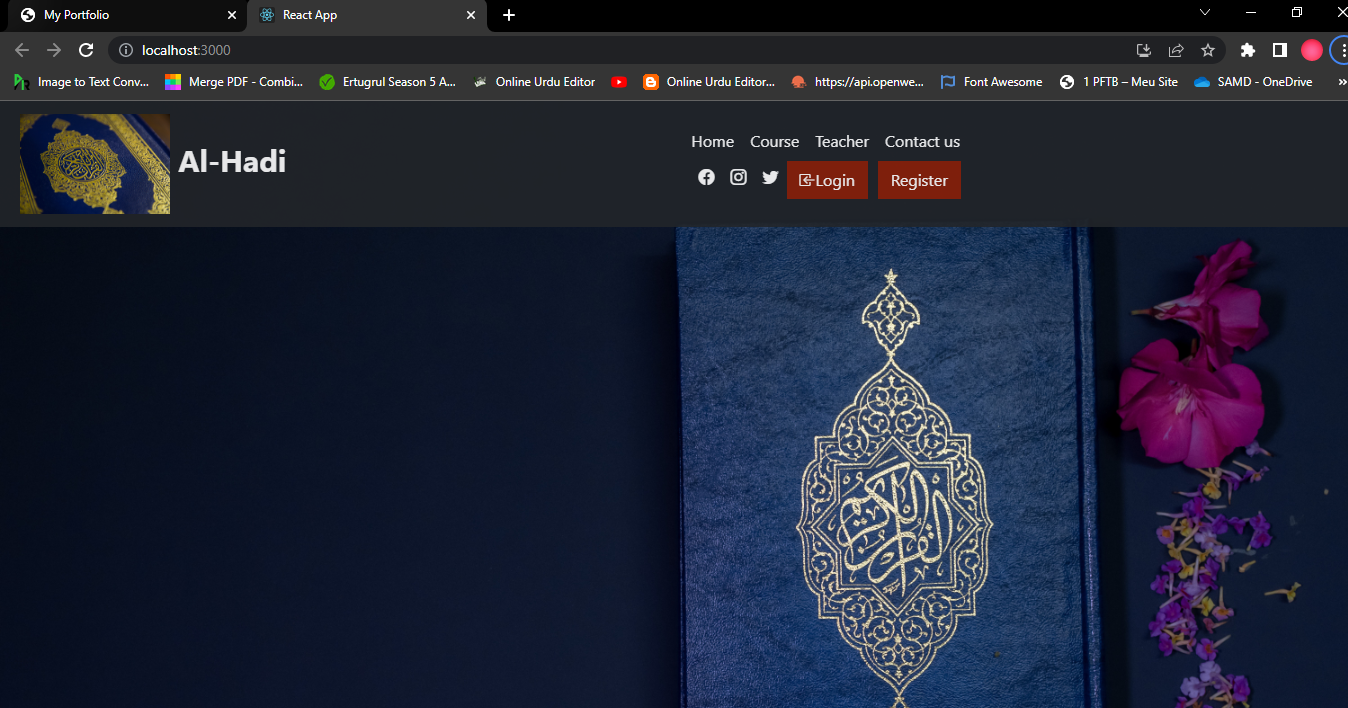 My Portfolio
React App
localhost:3000
Image to Text Conv...
Merge PDF - Combi...
Ertugrul Season 5 A...
Online Urdu Editor
Online Urdu Editor...
https://api.openwe...
Font Awesome
1 PFTB – Meu Site
SAMD - OneDrive
»
Al-Hadi
Home
Course
Teacher
Contact us
Login
Register
القرآن الكريم